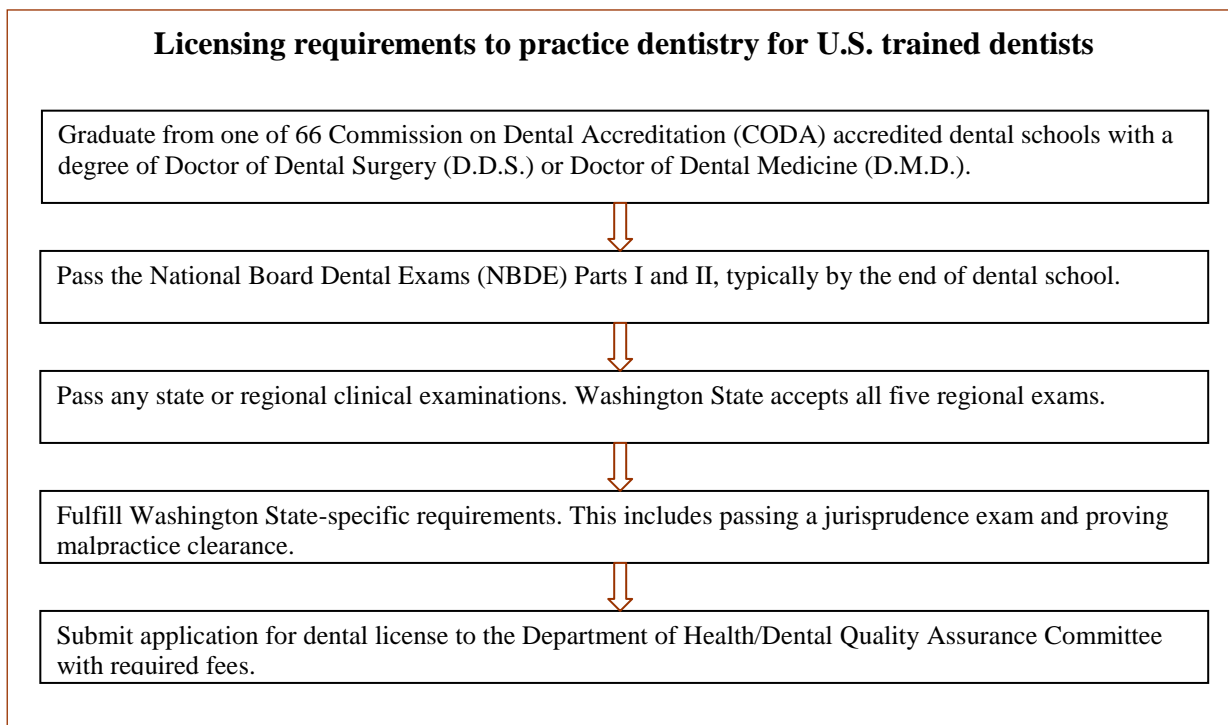 Licensing requirements to practice dentistry for U.S. trained dentists
Graduate from one of 66 Commission on Dental Accreditation (CODA) accredited dental schools with a
degree of Doctor of Dental Surgery (D.D.S.) or Doctor of Dental Medicine (D.M.D.).
Pass the National Board Dental Exams (NBDE) Parts I and II, typically by the end of dental school.
Pass any state or regional clinical examinations. Washington State accepts all five regional exams.
Fulfill Washington State-specific requirements. This includes passing a jurisprudence exam and proving
malpractice clearance.
Submit application for dental license to the Department of Health/Dental Quality Assurance Committee
with required fees.